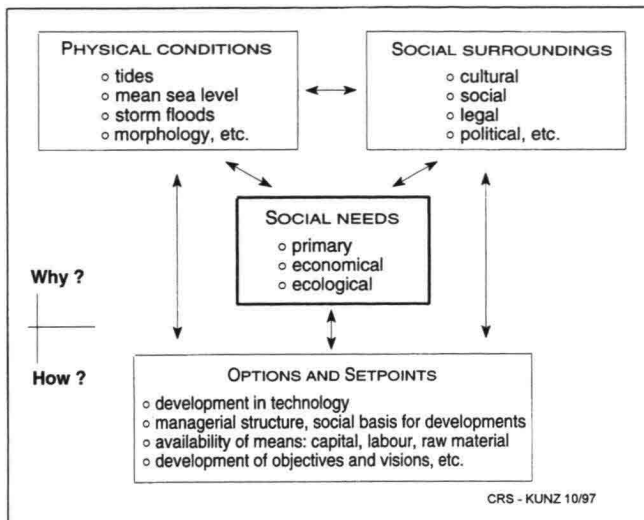 PHYSICAL CONDITIONS
o tides
o mean sea level
o storm floods
o morphology, etc.
SOCIAL SURROUNDINGS
o cultural
o social
o legal
o political, etc.
SOCIAL NEEDS
o primary
o economical
o ecological
Why ?
How ?
OPTIONS AND SETPOINTS
o development in technology
o managerial structure, social basis for developments
o availability of means: capital, labour, raw material
o development of objectives and visions, etc.
CRS - KUNZ 10/97